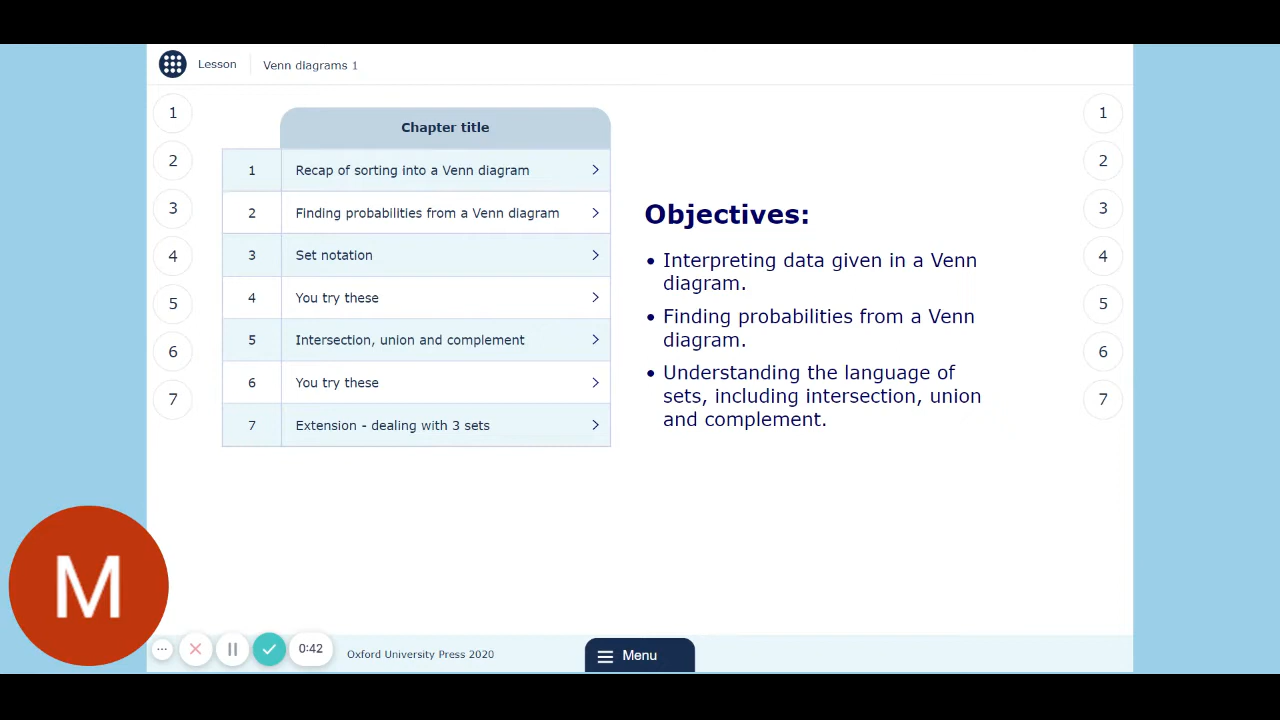 Lesson
Venn diagrams 1
1
2
3
4
5
6
7
Chapter title
1 Recap of sorting into a Venn diagram
2 Finding probabilities from a Venn diagram
3 Set notation
4 You try these
5 Intersection, union and complement
6 You try these
7 Extension - dealing with 3 sets
Objectives:
• Interpreting data given in a Venn
diagram.
• Finding probabilities from a Venn
diagram.
• Understanding the language of
sets, including intersection, union
and complement.
1
2
3
4
5
6
7
M
0:42
Oxford University Press 2020
Menu